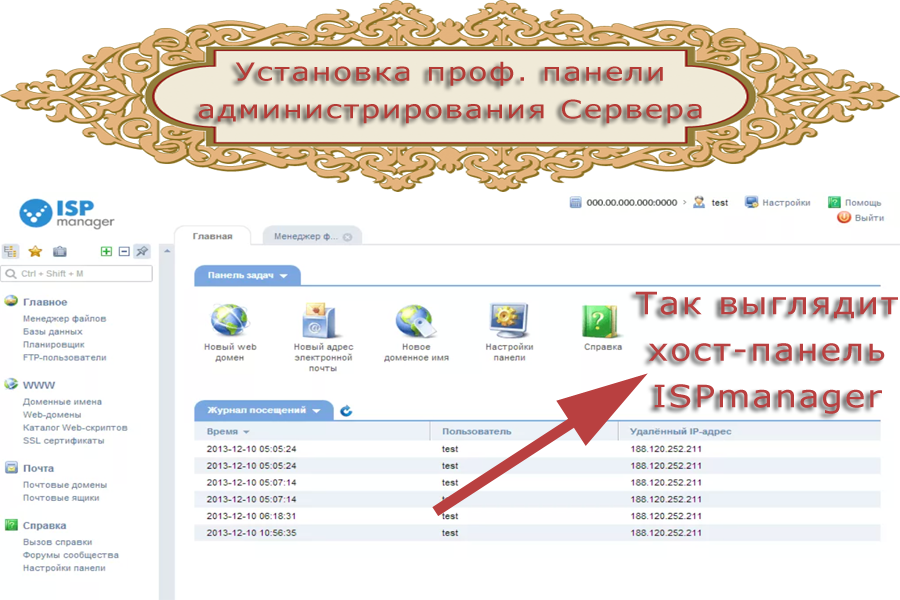 Установка проф. панели
администрирования Сервера
ISP
manager
000.00.000.000:0000
test
Настройки
Помощь
Выйти
Главная
Менеджер ф...
Ctrl + Shift + M
Главное
Менеджер файлов
Базы данных
Планировщик
FTP-пользователи
WWW
Доменные имена
Web-домены
Каталог Web-скриптов
SSL сертификаты
Почта
Почтовые домены
Почтовые ящики
Справка
Вызов справки
Форумы сообщества
Настройки панели
Панель задач
Новый web
домен
Новый адрес
электронной
почты
Новое
доменное имя
Настройки
панели
Справка
Так выглядит
хост-панель
ISPmanager
Журнал посещений
Время Пользователь Удалённый IP-адрес
2013-12-10 05:05:24 test 188.120.252.211
2013-12-10 05:05:24 test 188.120.252.211
2013-12-10 05:07:14 test 188.120.252.211
2013-12-10 05:07:14 test 188.120.252.211
2013-12-10 06:18:31 test 188.120.252.211
2013-12-10 10:56:35 test 188.120.252.211